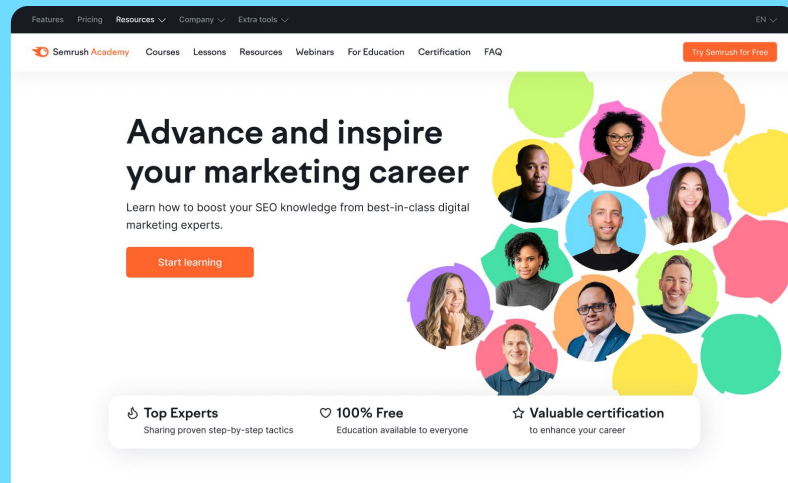 Features Pricing Resources Company Extra tools EN
Semrush Academy Courses Lessons Resources Webinars For Education Certification FAQ Try Semrush for Free
Advance and inspire
your marketing career
Learn how to boost your SEO knowledge from best-in-class digital
marketing experts.
Start learning
Top Experts
Sharing proven step-by-step tactics
100% Free
Education available to everyone
Valuable certification
to enhance your career